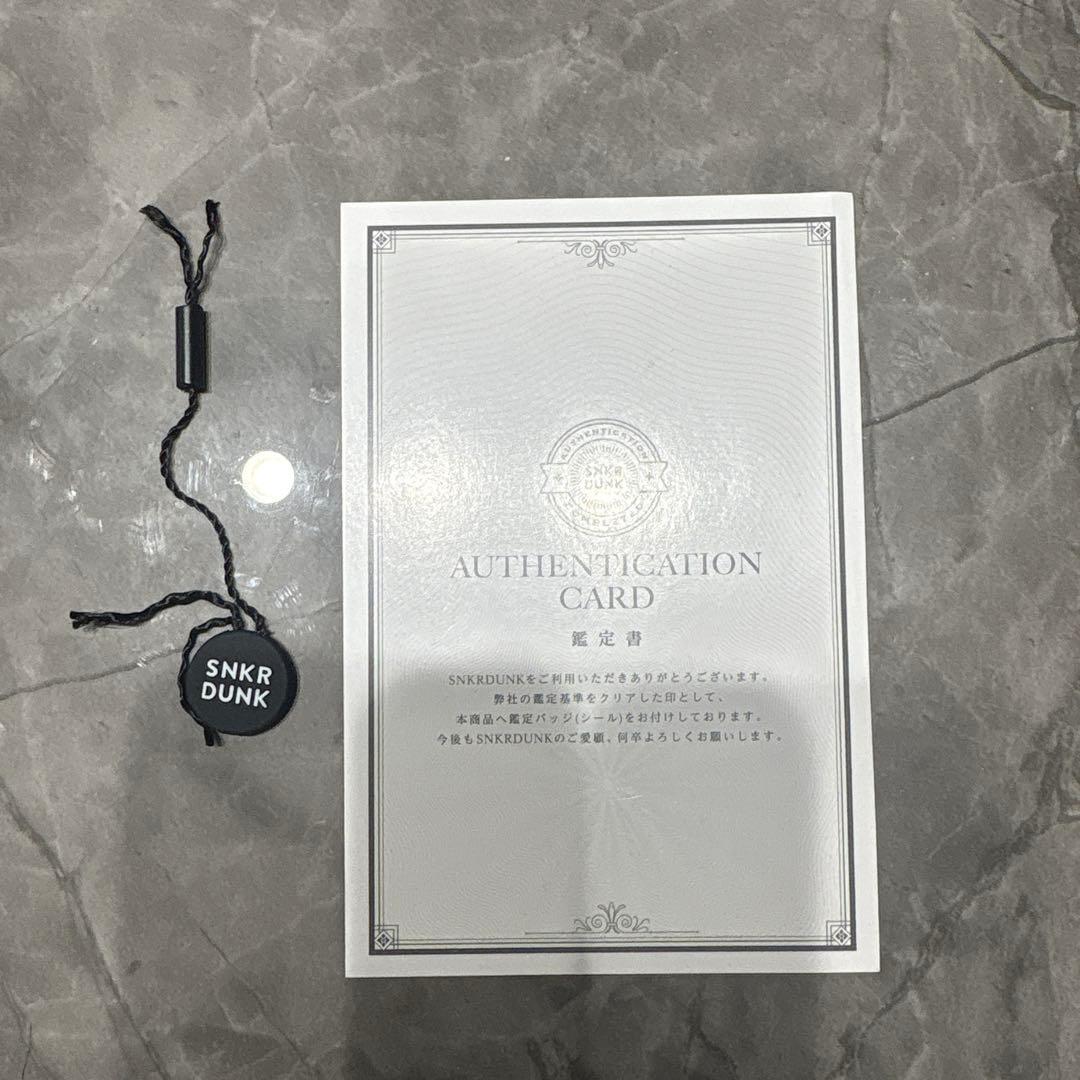 SNKR
DUNK
AUTHENTICATION
SNKR
DUNK
COMPLETED
AUTHENTICATION
CARD
鑑定書
SNKRDUNKをご利用いただきありがとうございます。
弊社の鑑定基準をクリアした印として、
本商品へ鑑定バッジ(シール)をお付けしております。
今後もSNKRDUNKのご愛顧、何卒よろしくお願いします。